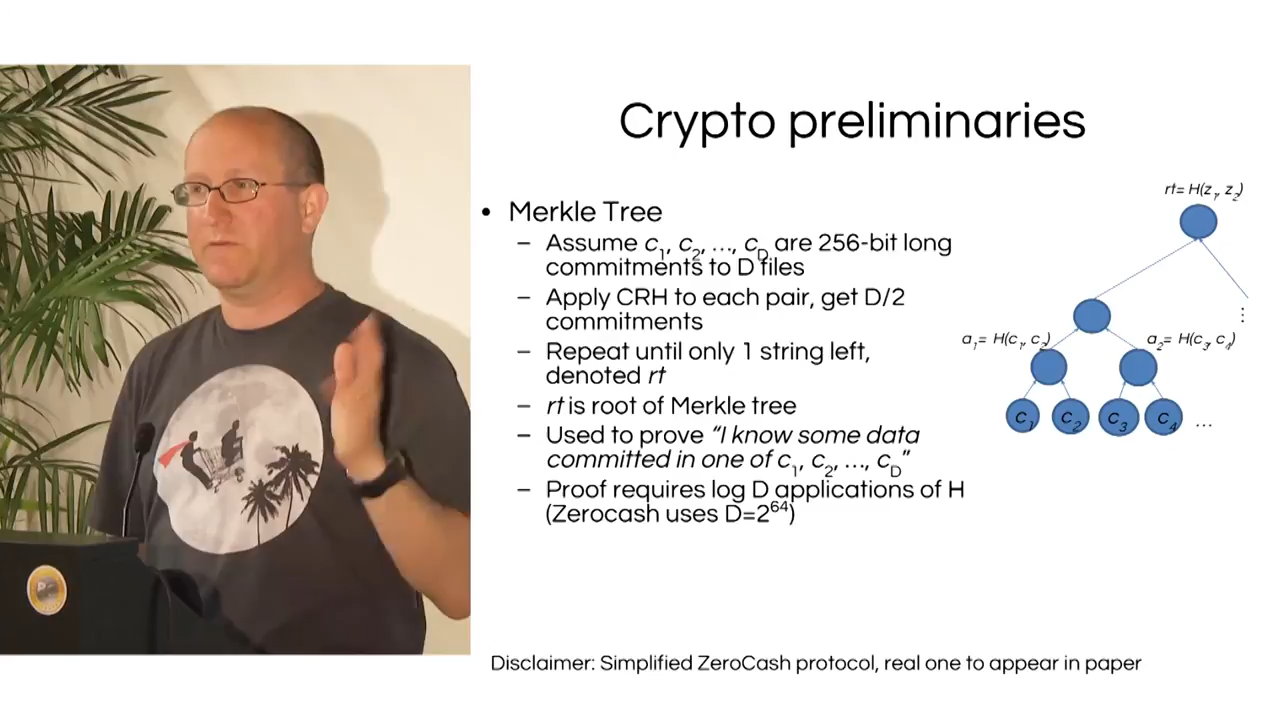 Crypto preliminaries
• Merkle Tree
– Assume c1, c2, …, cD are 256-bit long
commitments to D files
– Apply CRH to each pair, get D/2
commitments
– Repeat until only 1 string left,
denoted rt
– rt is root of Merkle tree
– Used to prove "I know some data
committed in one of c1, c2, …, cD"
– Proof requires log D applications of H
(Zerocash uses D=2^64)
rt= H(z1, z2)
⋮
a1= H(c1, c2)
a2= H(c3, c4)
c1 c2 c3 c4 …
Disclaimer: Simplified ZeroCash protocol, real one to appear in paper